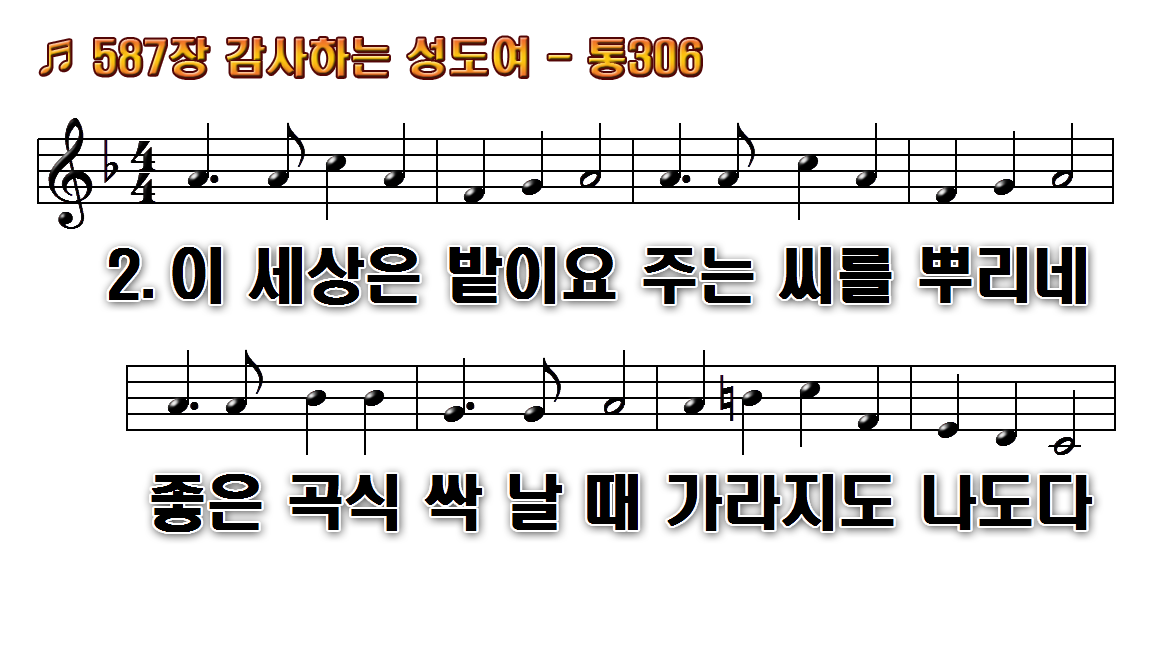 587장 감사하는 성도여 - 통306
2. 이 세상은 밭이요 주는 씨를 뿌리네
좋은 곡식 싹 날 때 가라지도 나도다